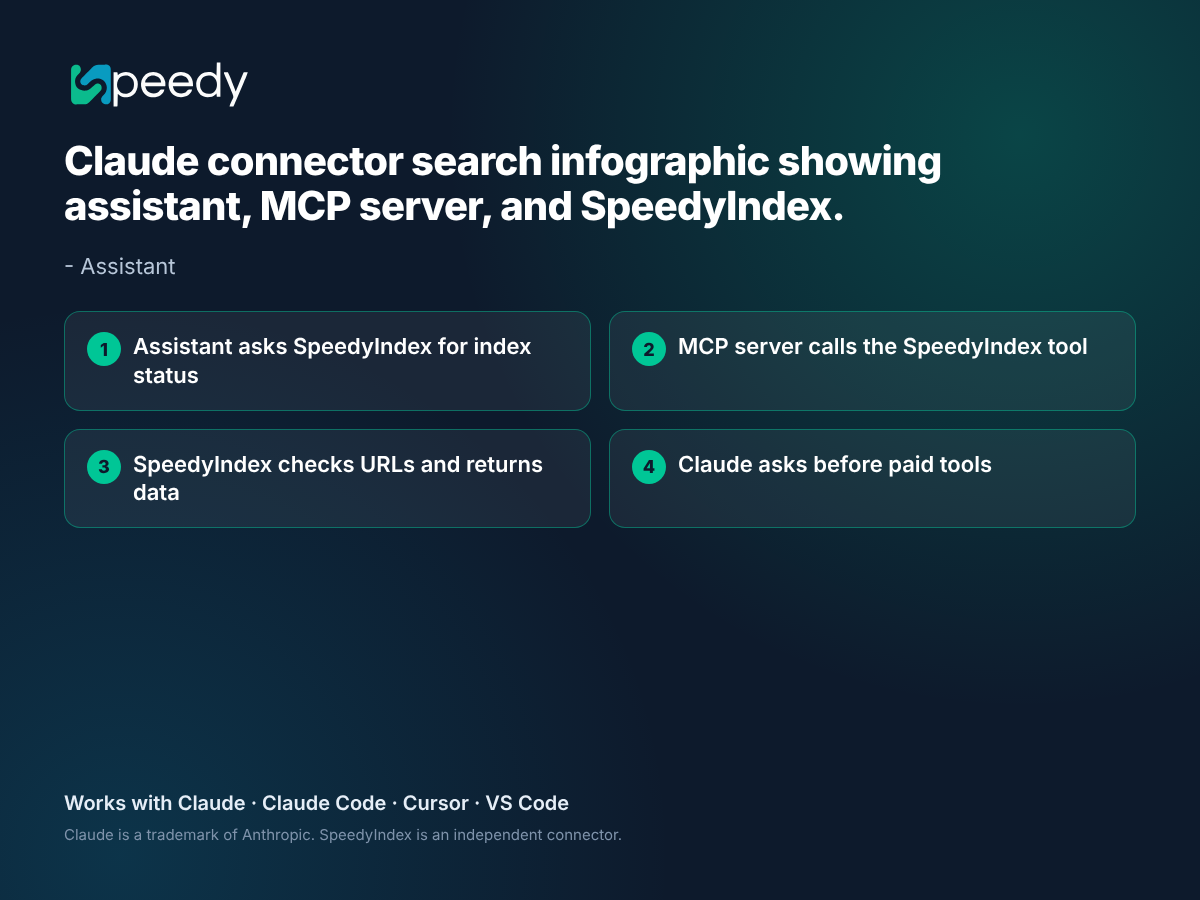 Speedy
Claude connector search infographic showing
assistant, MCP server, and SpeedyIndex.
- Assistant
1 Assistant asks SpeedyIndex for index
status
2 MCP server calls the SpeedyIndex tool
3 SpeedyIndex checks URLs and returns
data
4 Claude asks before paid tools
Works with Claude · Claude Code · Cursor · VS Code
Claude is a trademark of Anthropic. SpeedyIndex is an independent connector.